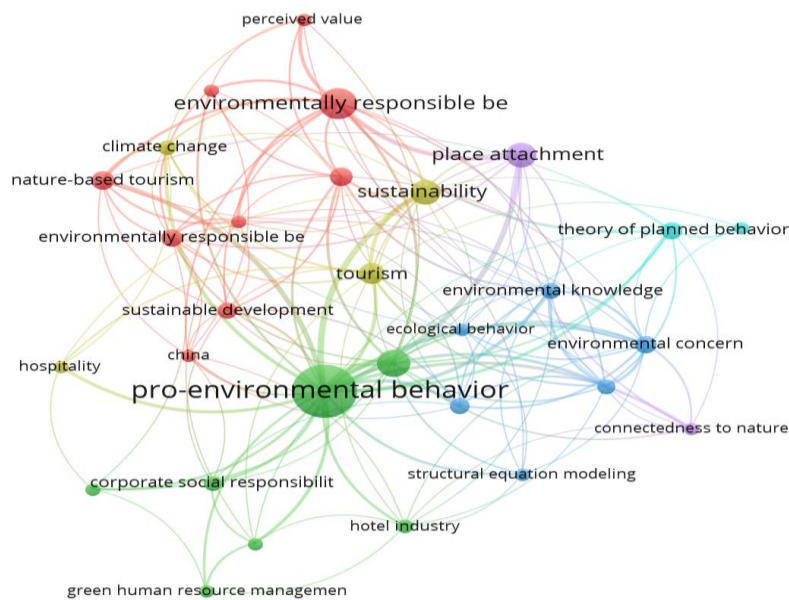 perceived value
environmentally responsible be
climate change
place attachment
nature-based tourism
sustainability
theory of planned behavior
environmentally responsible be
tourism
environmental knowledge
sustainable development
ecological behavior
environmental concern
china
hospitality
pro-environmental behavior
connectedness to nature
structural equation modeling
corporate social responsibilit
hotel industry
green human resource managemen